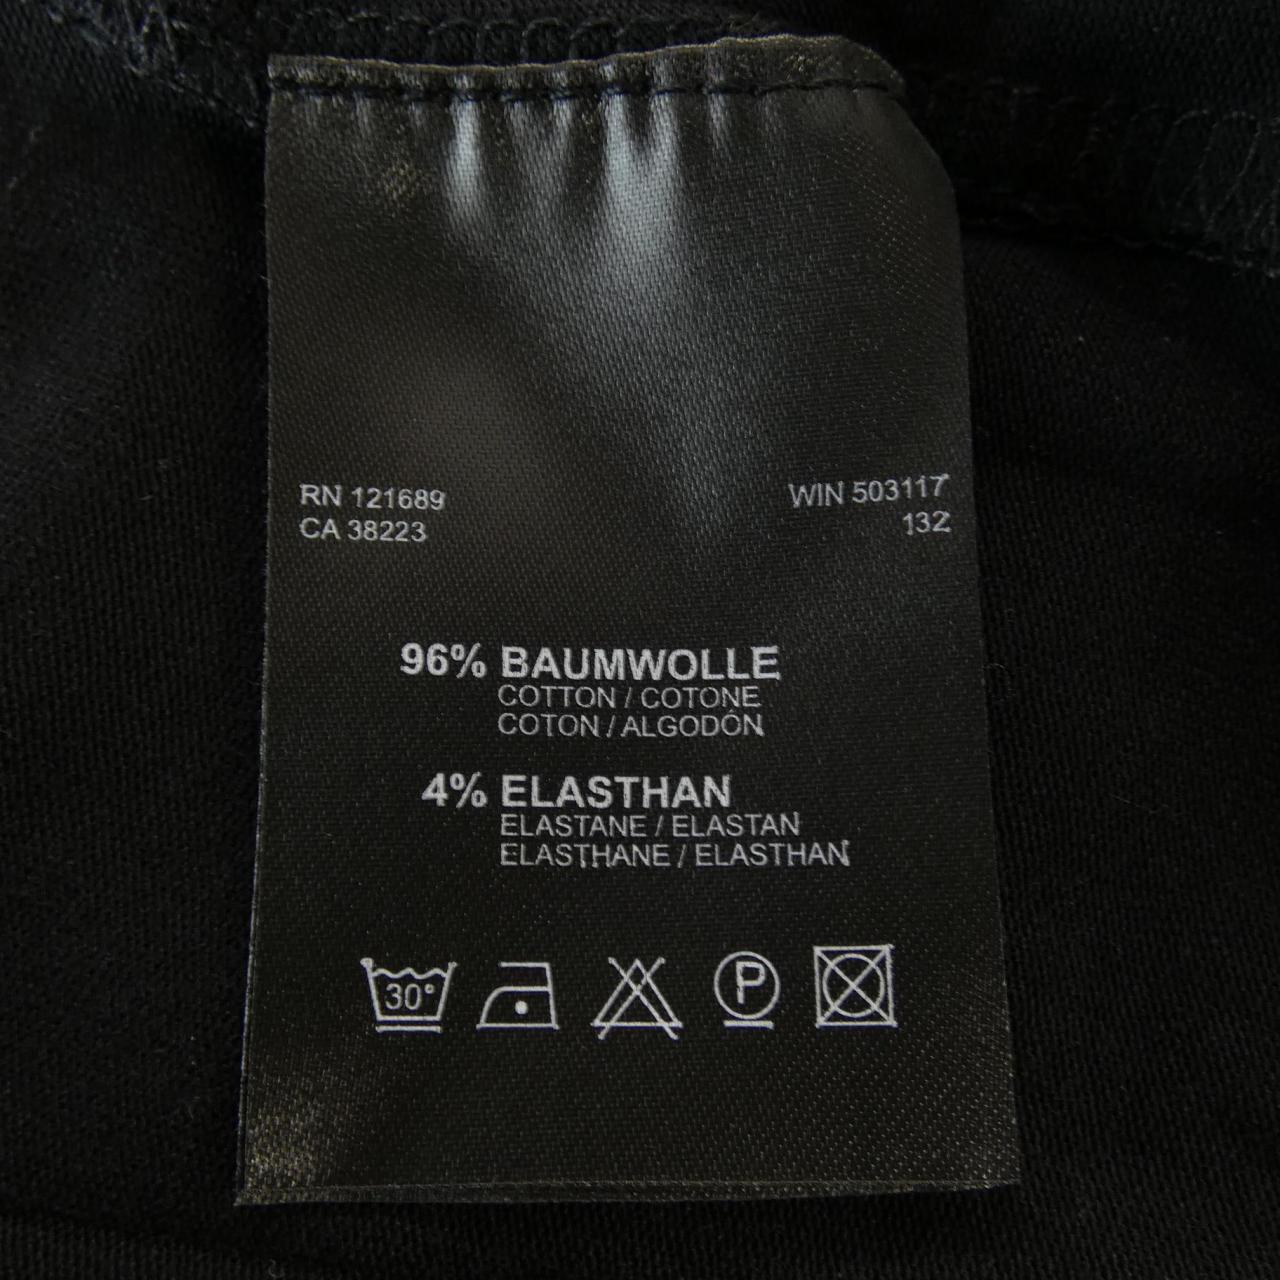 RN 121689
CA 38223
WIN 503117
132
96% BAUMWOLLE
COTTON / COTONE
COTON / ALGODÓN
4% ELASTHAN
ELASTANE / ELASTAN
ELASTHANE / ELASTHAN
30°
P